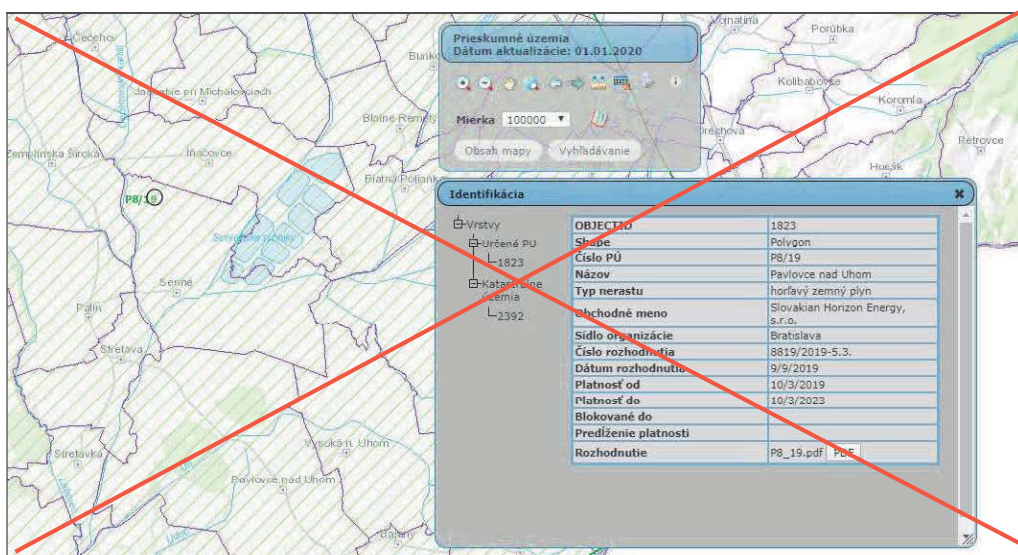 Čečehov
Jastrabie pri Michalovciach
Zemplínska Široká
Iňačovce
P8/19
Senianske rybníky
Senné
Palín
Stretava
Stretavka
Vysoká n. Uhom
Pavlovce nad Uhom
Bajany
Blatné Remety
Blatná Polianka
Porúbka
Kolibabovce
Koromľa
Petrovce
Husák
Orechová
Prieskumné územia
Dátum aktualizácie: 01.01.2020
Mierka 100000
Obsah mapy Vyhľadávanie
Identifikácia
Vrstvy
Určené PU
1823
Katastrálne
územia
2392
OBJECTID 1823
Shape Polygon
Číslo PÚ P8/19
Názov Pavlovce nad Uhom
Typ nerastu horľavý zemný plyn
Obchodné meno Slovakian Horizon Energy,
s.r.o.
Sídlo organizácie Bratislava
Číslo rozhodnutia 8819/2019-5.3.
Dátum rozhodnutia 9/9/2019
Platnosť od 10/3/2019
Platnosť do 10/3/2023
Blokované do
Predĺženie platnosti
Rozhodnutie P8_19.pdf PDF